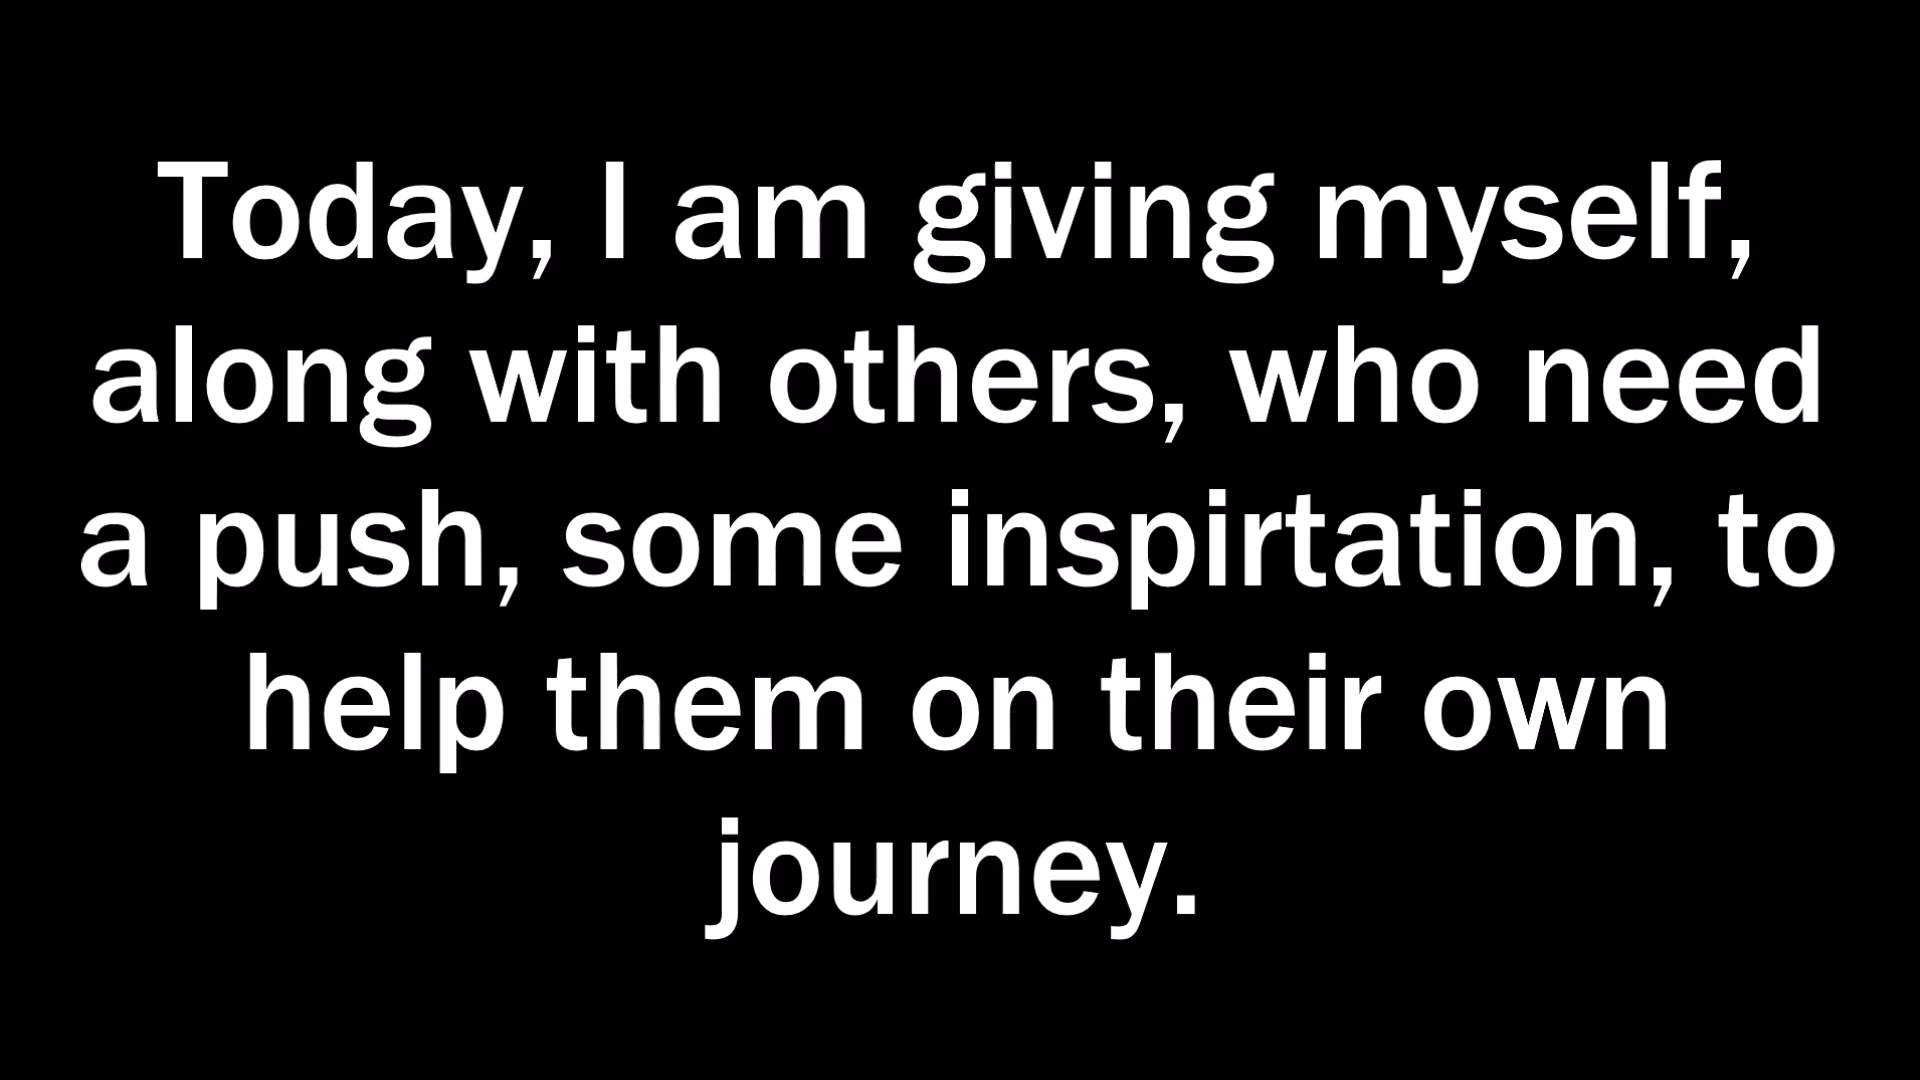 Today, I am giving myself,
along with others, who need
a push, some inspirtation, to
help them on their own
journey.